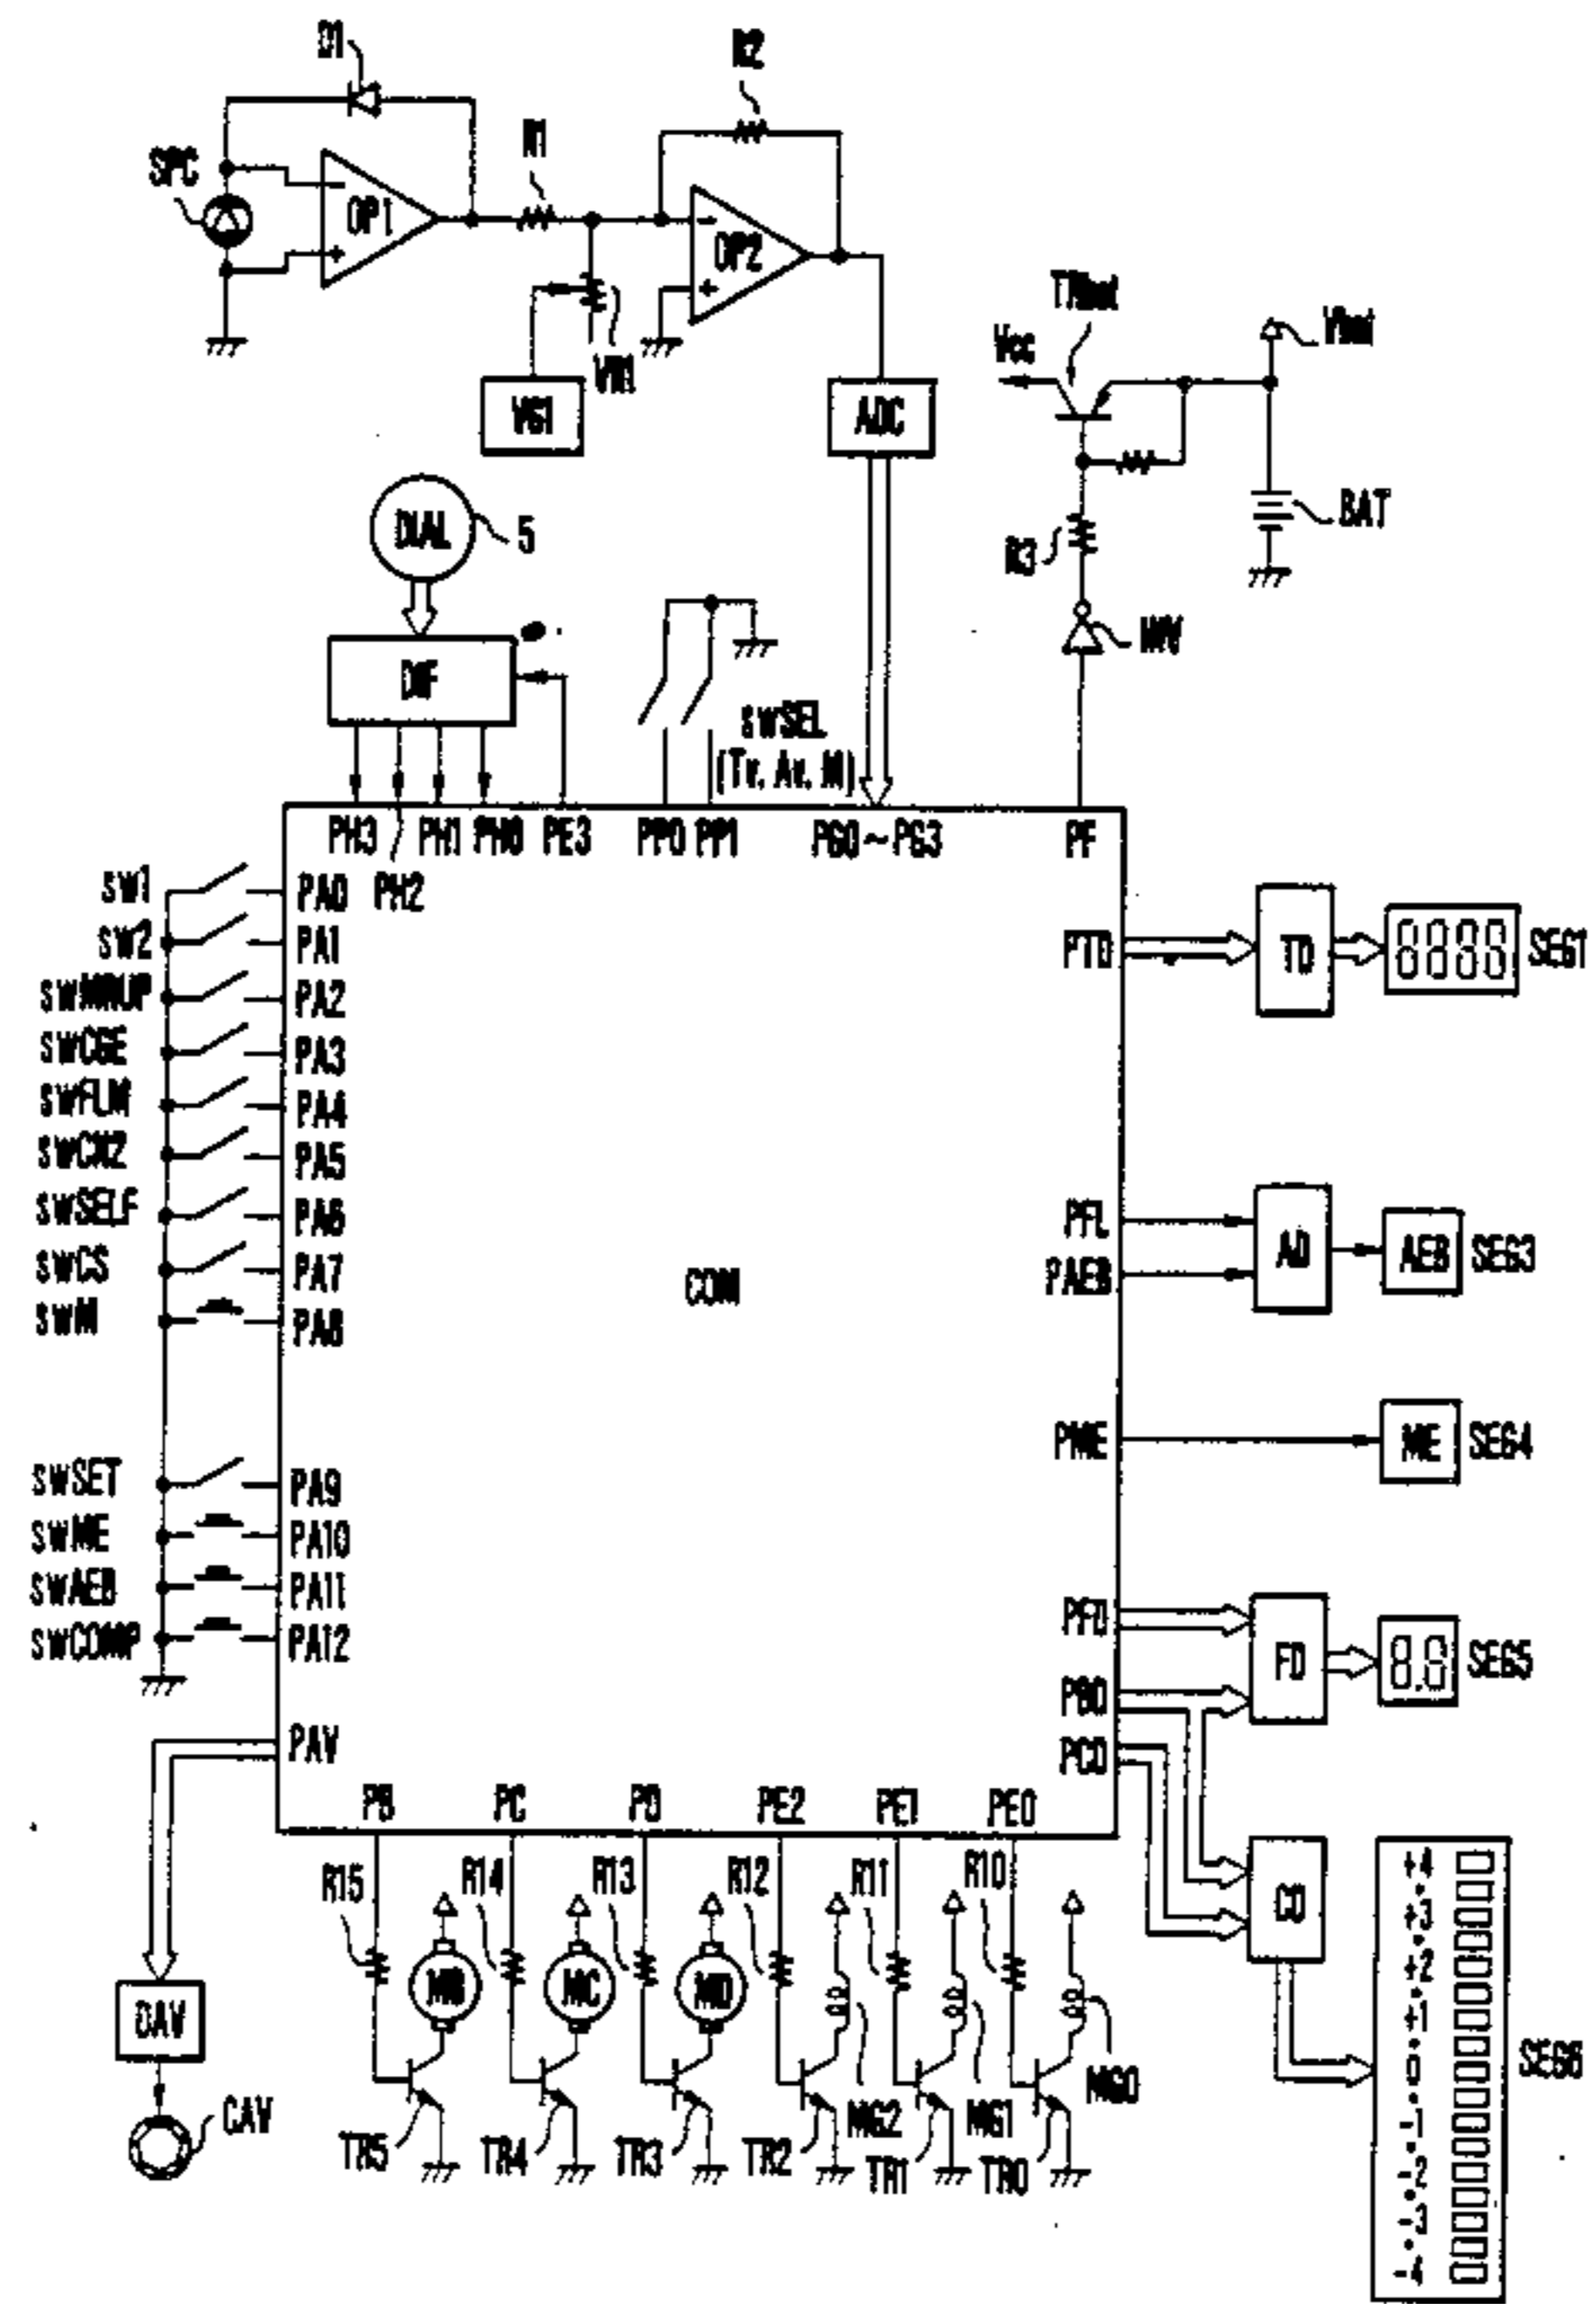 D1
R2
R1
SPC
OP1
OP2
VR1
VG1
ADC
TRbat
Vcc
Vbat
BAT
R3
INV
DIAL
5
DIF
swSEL
(Tv, Av, M)
PH3 PH1 PH0 PE3 PP0 PP1 PG0~PG3 PF
PH2
sw1 PA0
sw2 PA1
swMRUP PA2
PA3
swFLM PA4
swCN2 PA5
swSELF PA6
swCS PA7
swM PA8
swSET PA9
swME PA10
swAEB PA11
swCOMP PA12
PAV
COM
PTD TD 8888 SEG1
PFL
PAEB
AD AEB SEG3
PME ME SEG4
PFD FD 8.8 SEG5
PBD
PCD
CD
SEG6
+4
+3
+2
+1
0
-1
-2
-3
-4
PB PC PD PE2 PE1 PE0
R15 R14 R13 R12 R11 R10
MB MC MD
MG2 MG1 MG0
TR5 TR4 TR3 TR2 TR1 TR0
DAV
CAV